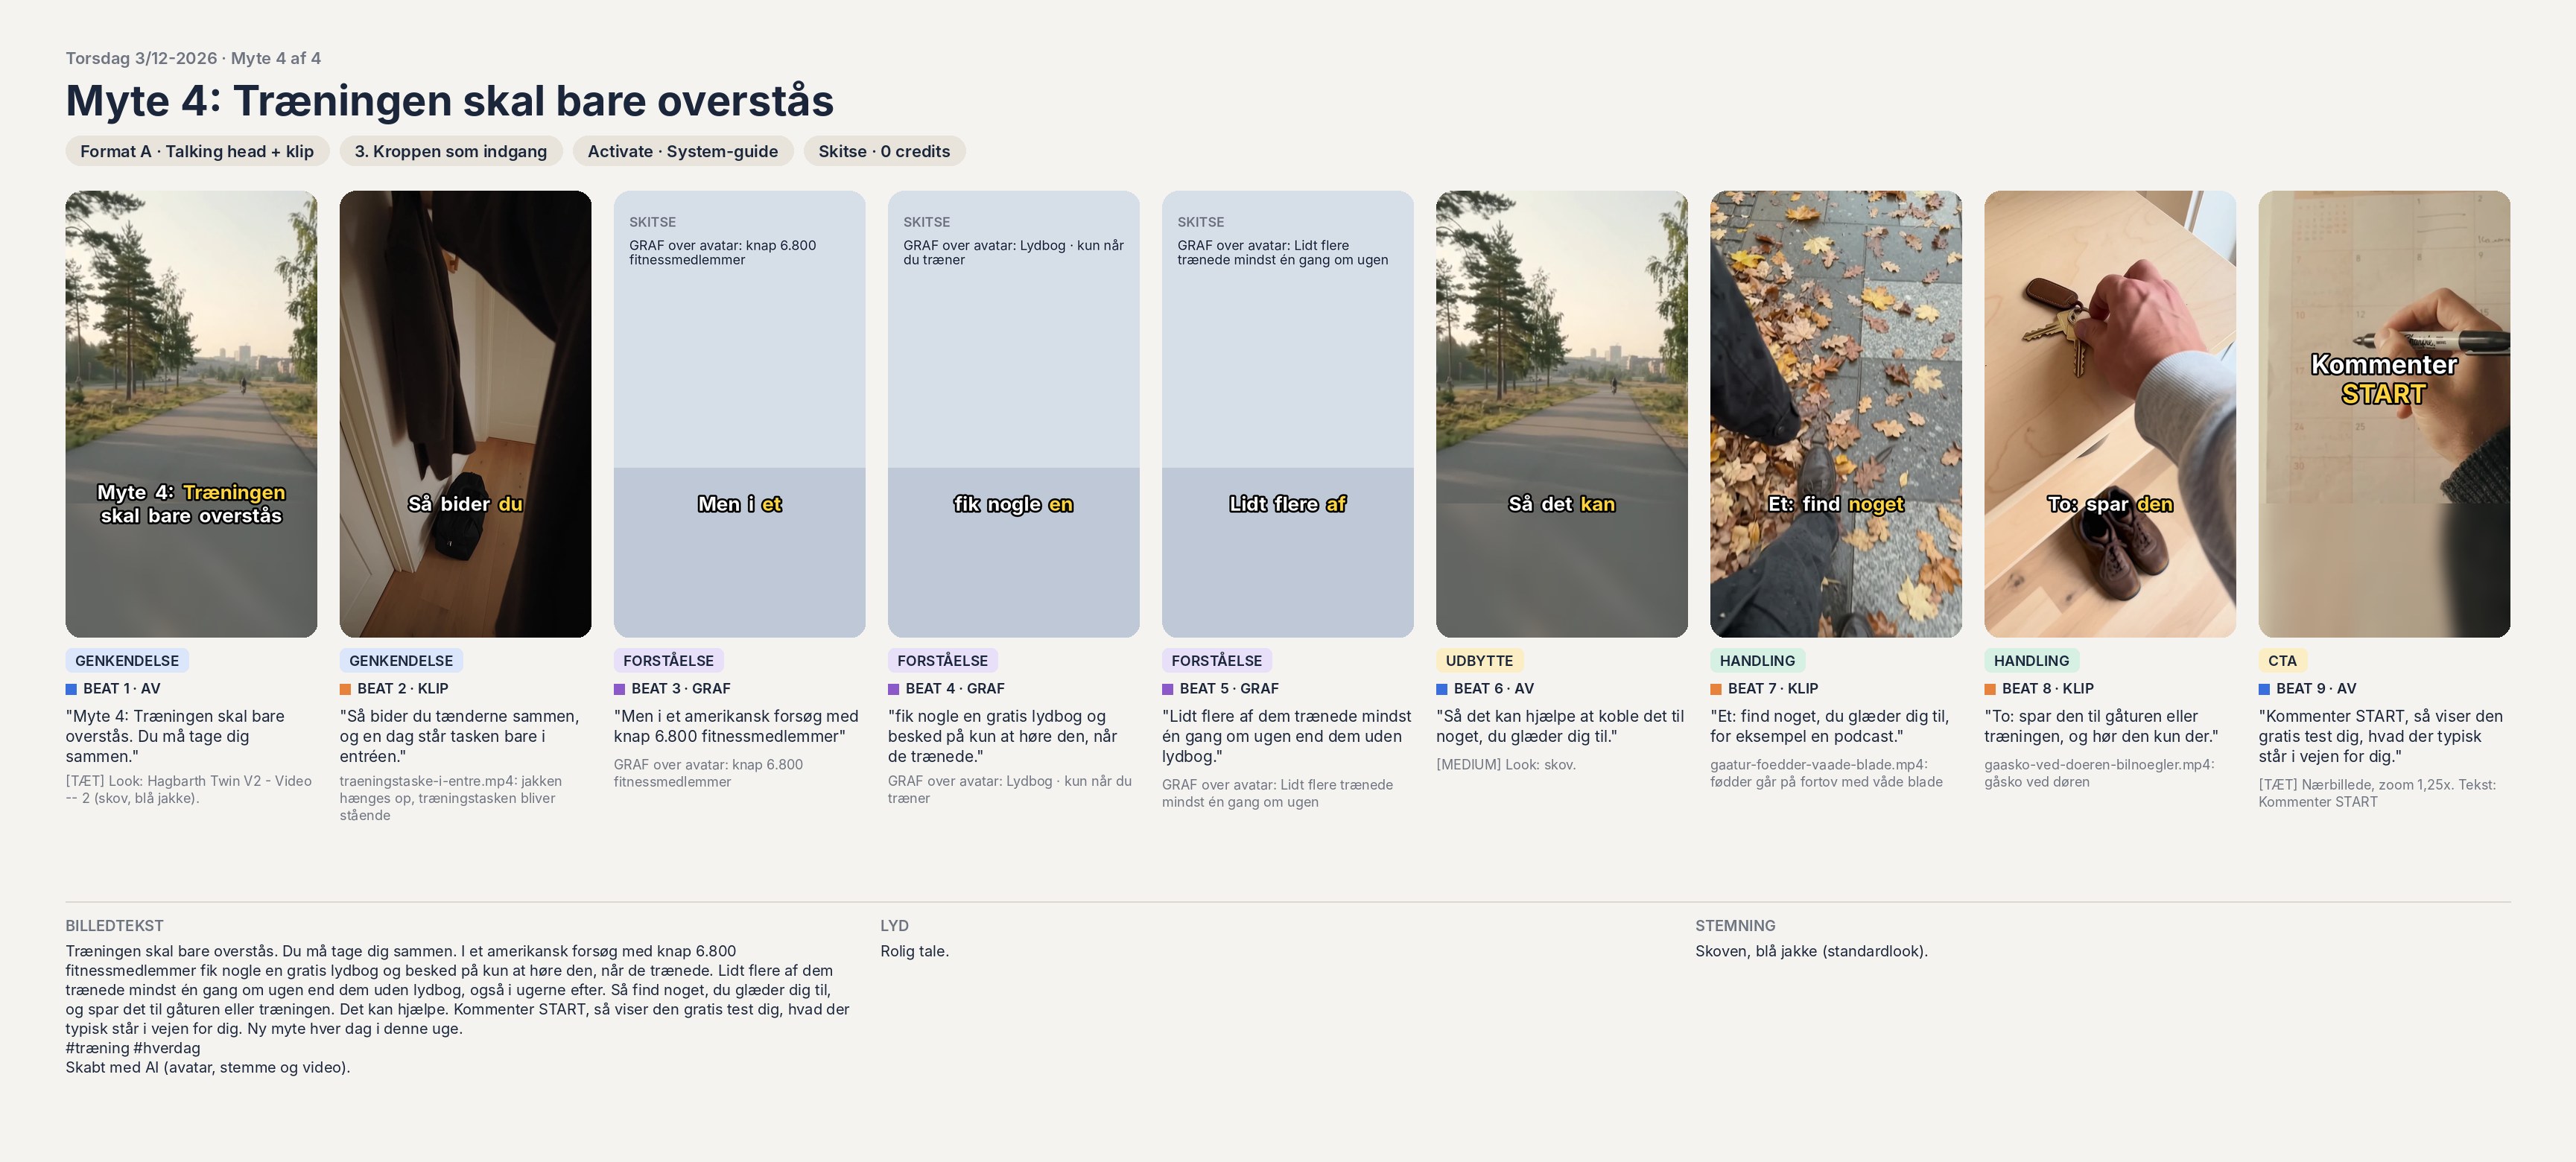 Torsdag 3/12-2026 · Myte 4 af 4
Myte 4: Træningen skal bare overstås
Format A · Talking head + klip
3. Kroppen som indgang
Activate · System-guide
Skitse · 0 credits
Myte 4: Træningen
skal bare overstås
GENKENDELSE
BEAT 1 · AV
"Myte 4: Træningen skal bare
overstås. Du må tage dig
sammen."
[TÆT] Look: Hagbarth Twin V2 - Video
-- 2 (skov, blå jakke).
Så bider du
GENKENDELSE
BEAT 2 · KLIP
"Så bider du tænderne sammen,
og en dag står tasken bare i
entréen."
traeningstaske-i-entre.mp4: jakken
hænges op, træningstasken bliver
stående
SKITSE
GRAF over avatar: knap 6.800
fitnessmedlemmer
Men i et
FORSTÅELSE
BEAT 3 · GRAF
"Men i et amerikansk forsøg med
knap 6.800 fitnessmedlemmer"
GRAF over avatar: knap 6.800
fitnessmedlemmer
SKITSE
GRAF over avatar: Lydbog · kun når
du træner
fik nogle en
FORSTÅELSE
BEAT 4 · GRAF
"fik nogle en gratis lydbog og
besked på kun at høre den, når
de trænede."
GRAF over avatar: Lydbog · kun når du
træner
SKITSE
GRAF over avatar: Lidt flere
trænede mindst én gang om ugen
Lidt flere af
FORSTÅELSE
BEAT 5 · GRAF
"Lidt flere af dem trænede mindst
én gang om ugen end dem uden
lydbog."
GRAF over avatar: Lidt flere trænede
mindst én gang om ugen
Så det kan
UDBYTTE
BEAT 6 · AV
"Så det kan hjælpe at koble det til
noget, du glæder dig til."
[MEDIUM] Look: skov.
Et: find noget
HANDLING
BEAT 7 · KLIP
"Et: find noget, du glæder dig til,
for eksempel en podcast."
gaatur-foedder-vaade-blade.mp4:
fødder går på fortov med våde blade
To: spar den
HANDLING
BEAT 8 · KLIP
"To: spar den til gåturen eller
træningen, og hør den kun der."
gaasko-ved-doeren-bilnoegler.mp4:
gåsko ved døren
Kommenter
START
CTA
BEAT 9 · AV
"Kommenter START, så viser den
gratis test dig, hvad der typisk
står i vejen for dig."
[TÆT] Nærbillede, zoom 1,25x. Tekst:
Kommenter START
BILLEDTEKST
Træningen skal bare overstås. Du må tage dig sammen. I et amerikansk forsøg med knap 6.800
fitnessmedlemmer fik nogle en gratis lydbog og besked på kun at høre den, når de trænede. Lidt flere af dem
trænede mindst én gang om ugen end dem uden lydbog, også i ugerne efter. Så find noget, du glæder dig til,
og spar det til gåturen eller træningen. Det kan hjælpe. Kommenter START, så viser den gratis test dig, hvad der
typisk står i vejen for dig. Ny myte hver dag i denne uge.
#træning #hverdag
Skabt med AI (avatar, stemme og video).
LYD
Rolig tale.
STEMNING
Skoven, blå jakke (standardlook).